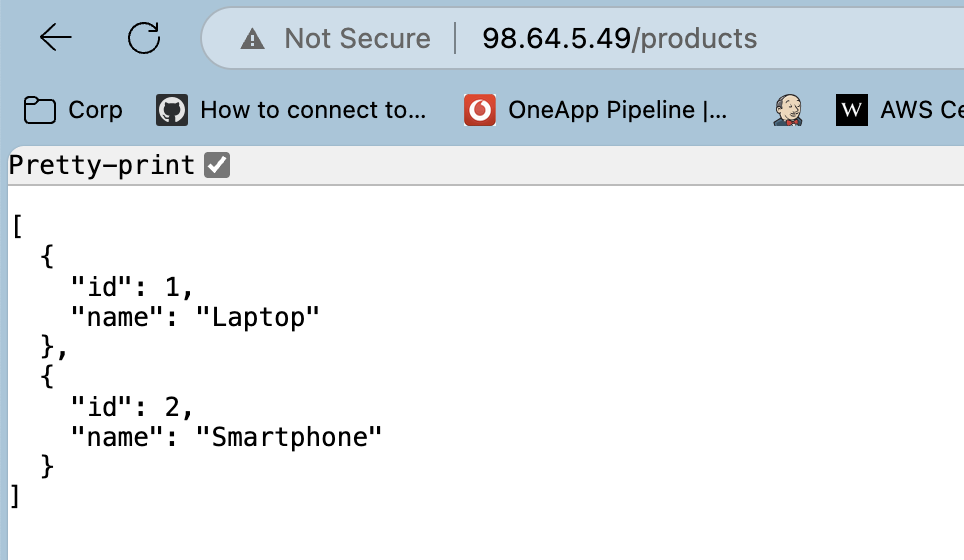 Not Secure 98.64.5.49/products
Corp How to connect to... OneApp Pipeline |... W AWS Ce
Pretty-print
[
  {
    "id": 1,
    "name": "Laptop"
  },
  {
    "id": 2,
    "name": "Smartphone"
  }
]